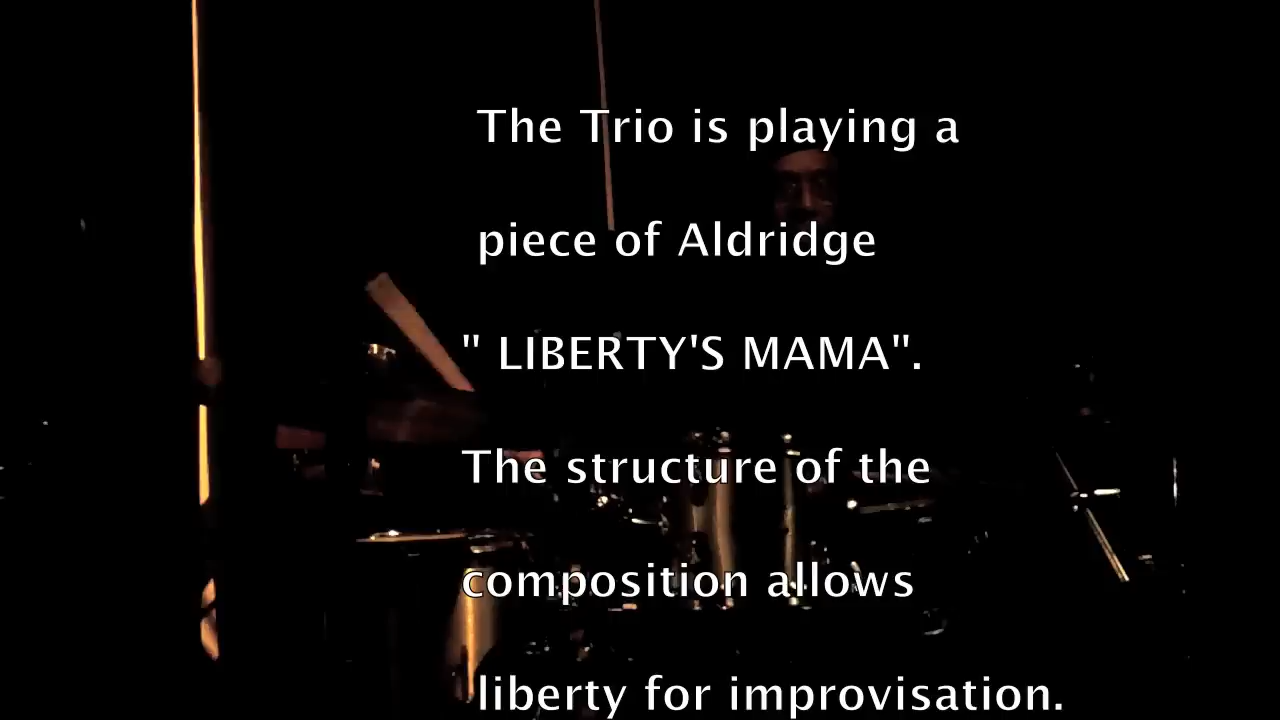 The Trio is playing a
piece of Aldridge
" LIBERTY'S MAMA".
The structure of the
composition allows
liberty for improvisation.